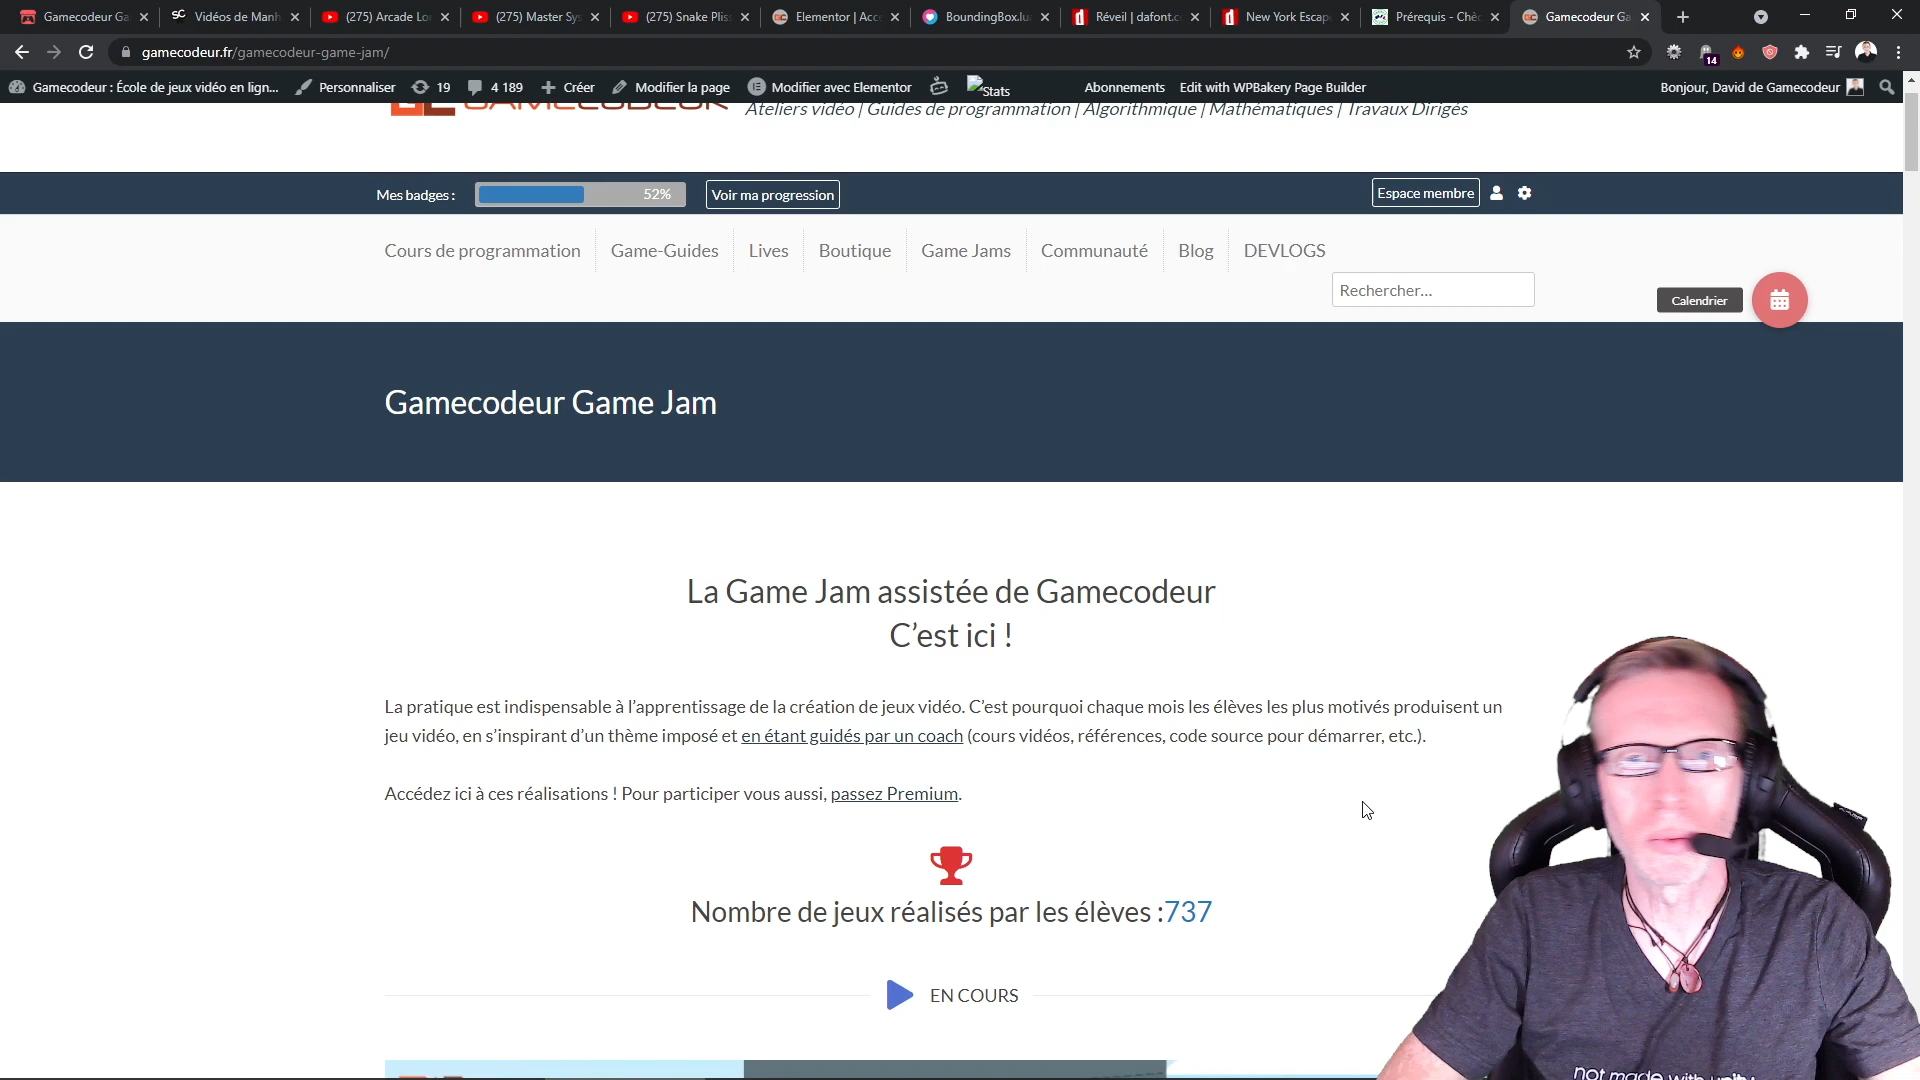 Gamecodeur Ga
Vidéos de Manh
(275) Arcade Lo
(275) Master Sy
(275) Snake Plis
Elementor | Acc
BoundingBox.lu
Réveil | dafont.c
New York Escap
Prérequis - Chè
Gamecodeur Ga
gamecodeur.fr/gamecodeur-game-jam/
14
Gamecodeur : École de jeux vidéo en lign...
Personnaliser
19
4 189
Créer
Modifier la page
Modifier avec Elementor
Stats
Abonnements
Edit with WPBakery Page Builder
Bonjour, David de Gamecodeur
GAMECODEUR
Ateliers vidéo | Guides de programmation | Algorithmique | Mathématiques | Travaux Dirigés
Mes badges :
52%
Voir ma progression
Espace membre
Cours de programmation
Game-Guides
Lives
Boutique
Game Jams
Communauté
Blog
DEVLOGS
Rechercher...
Calendrier
Gamecodeur Game Jam
La Game Jam assistée de Gamecodeur
C’est ici !
La pratique est indispensable à l’apprentissage de la création de jeux vidéo. C’est pourquoi chaque mois les élèves les plus motivés produisent un
jeu vidéo, en s’inspirant d’un thème imposé et en étant guidés par un coach (cours vidéos, références, code source pour démarrer, etc.).
Accédez ici à ces réalisations ! Pour participer vous aussi, passez Premium.
Nombre de jeux réalisés par les élèves :737
EN COURS
not made with unity